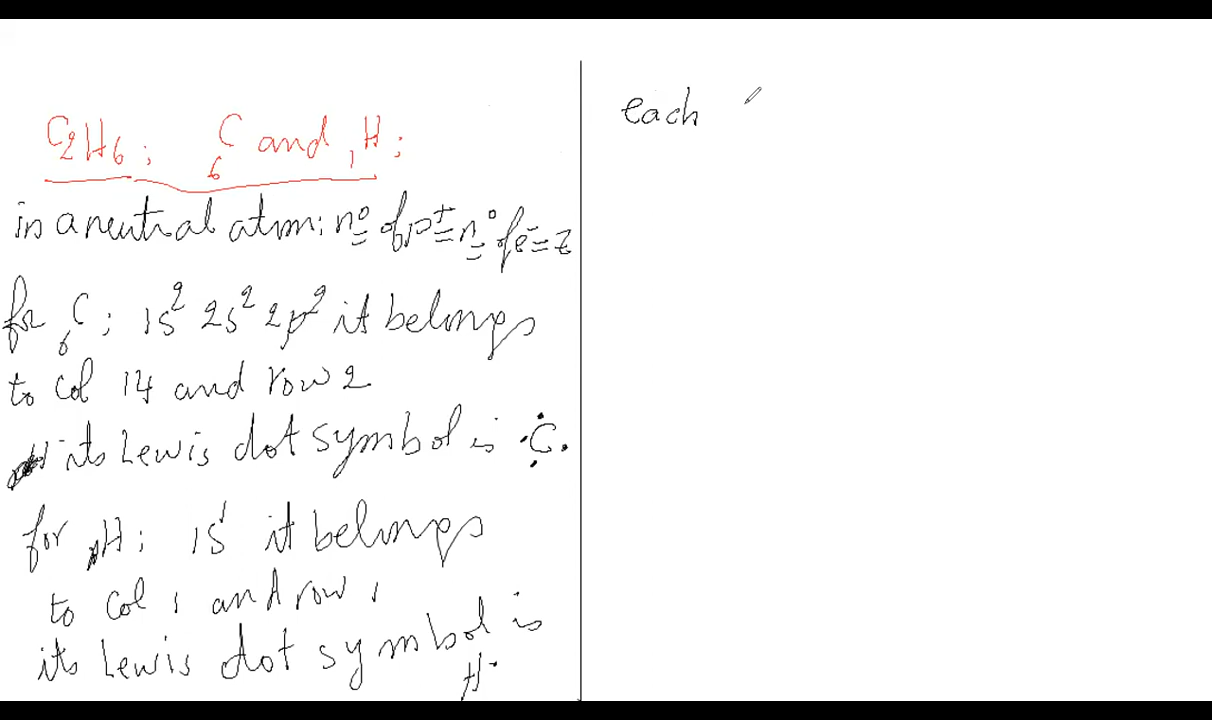 C₂H₆: ₆C and ₁H:
in a neutral atom: nº of p⁺ = nº of e⁻ = Z
for ₆C: 1s² 2s² 2p² it belongs
to col 14 and row 2
its Lewis dot symbol is ·C·
for ₁H: 1s¹ it belongs
to col 1 and row 1
its Lewis dot symbol is
H·
each